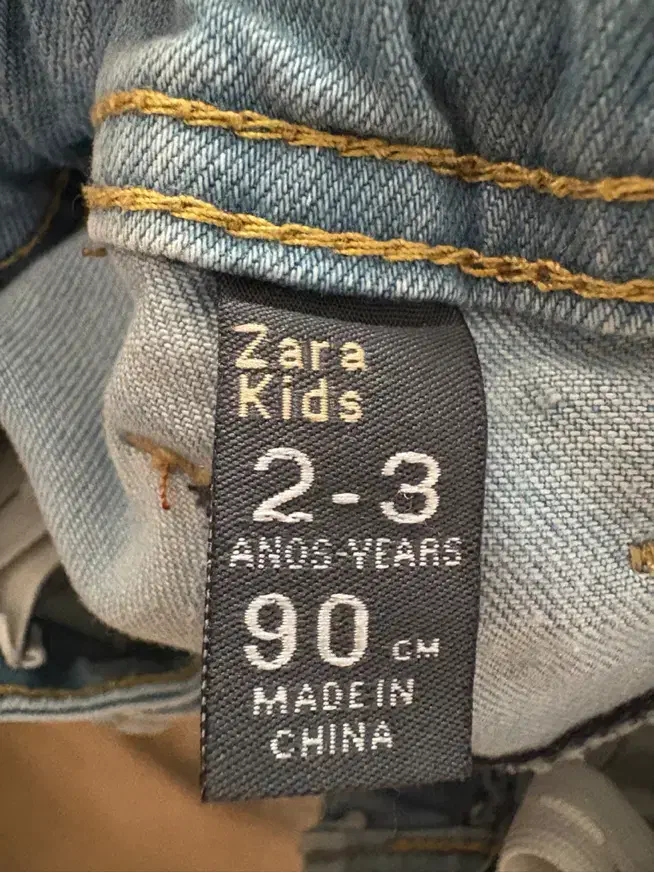 Zara
Kids
2-3
ANOS-YEARS
90 CM
MADE IN
CHINA